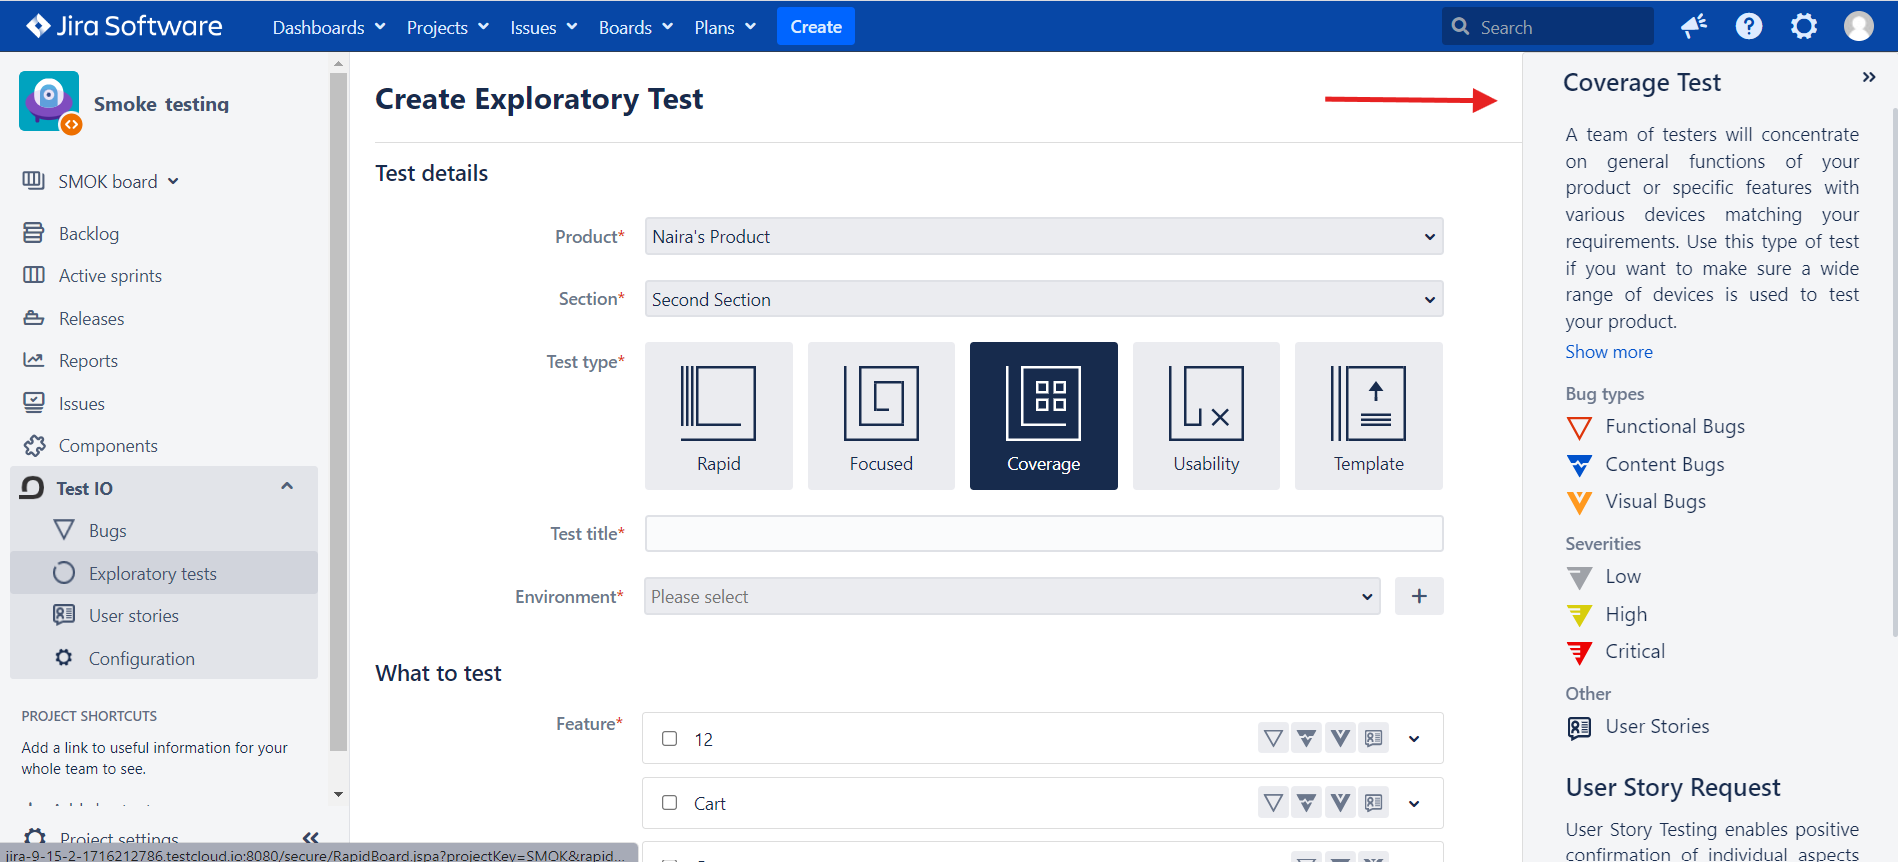 Jira Software
Dashboards Projects Issues Boards Plans Create Search
Smoke testing
SMOK board
Backlog
Active sprints
Releases
Reports
Issues
Components
Test IO
Bugs
Exploratory tests
User stories
Configuration
PROJECT SHORTCUTS
Add a link to useful information for your
whole team to see.
Project settings
jira-9-15-2-1716212786.testcloud.io:8080/secure/RapidBoard.jspa?projectKey=SMOK&rapid...
Create Exploratory Test
Test details
Product* Naira's Product
Section* Second Section
Test type*
Rapid Focused Coverage Usability Template
Test title*
Environment* Please select +
What to test
Feature*
12
Cart
Coverage Test
A team of testers will concentrate
on general functions of your
product or specific features with
various devices matching your
requirements. Use this type of test
if you want to make sure a wide
range of devices is used to test
your product.
Show more
Bug types
Functional Bugs
Content Bugs
Visual Bugs
Severities
Low
High
Critical
Other
User Stories
User Story Request
User Story Testing enables positive
confirmation of individual aspects